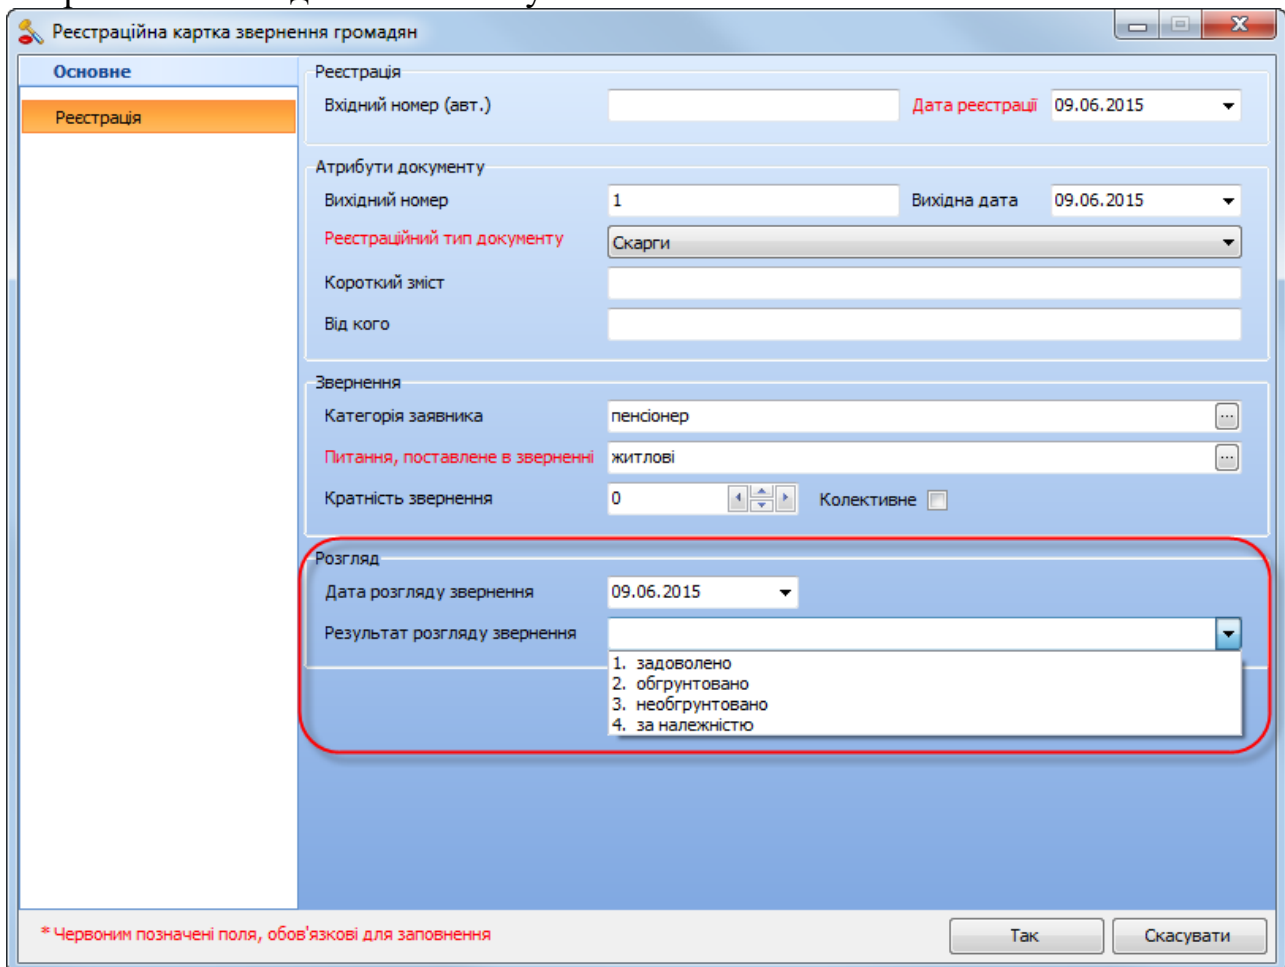 Реєстраційна картка звернення громадян
Основне
Реєстрація
Реєстрація
Вхідний номер (авт.) Дата реєстрації 09.06.2015
Атрибути документу
Вихідний номер 1 Вихідна дата 09.06.2015
Реєстраційний тип документу Скарги
Короткий зміст
Від кого
Звернення
Категорія заявника пенсіонер ...
Питання, поставлене в зверненні житлові ...
Кратність звернення 0 Колективне
Розгляд
Дата розгляду звернення 09.06.2015
Результат розгляду звернення
1. задоволено
2. обгрунтовано
3. необгрунтовано
4. за належністю
* Червоним позначені поля, обов'язкові для заповнення
Так Скасувати